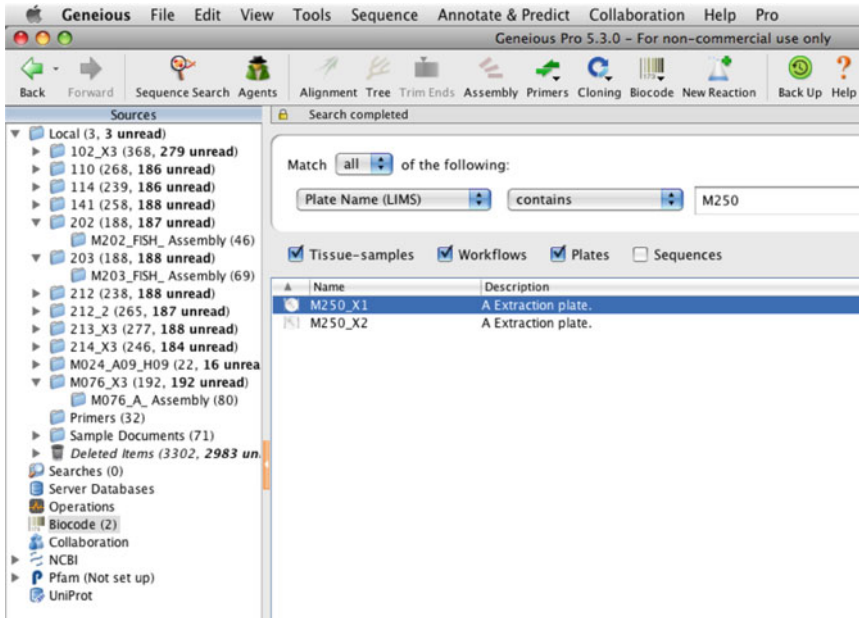 Geneious File Edit View Tools Sequence Annotate & Predict Collaboration Help Pro
Geneious Pro 5.3.0 - For non-commercial use only
Back Forward Sequence Search Agents Alignment Tree Trim Ends Assembly Primers Cloning Biocode New Reaction Back Up Help
Sources
Search completed
Local (3, 3 unread)
102_X3 (368, 279 unread)
110 (268, 186 unread)
114 (239, 186 unread)
141 (258, 188 unread)
202 (188, 187 unread)
M202_FISH_ Assembly (46)
203 (188, 188 unread)
M203_FISH_ Assembly (69)
212 (238, 188 unread)
212_2 (265, 187 unread)
213_X3 (277, 188 unread)
214_X3 (246, 184 unread)
M024_A09_H09 (22, 16 unrea
M076_X3 (192, 192 unread)
M076_A_ Assembly (80)
Primers (32)
Sample Documents (71)
Deleted Items (3302, 2983 un
Searches (0)
Server Databases
Operations
Biocode (2)
Collaboration
NCBI
Pfam (Not set up)
UniProt
Match all of the following:
Plate Name (LIMS) contains M250
Tissue-samples Workflows Plates Sequences
Name Description
M250_X1 A Extraction plate.
M250_X2 A Extraction plate.